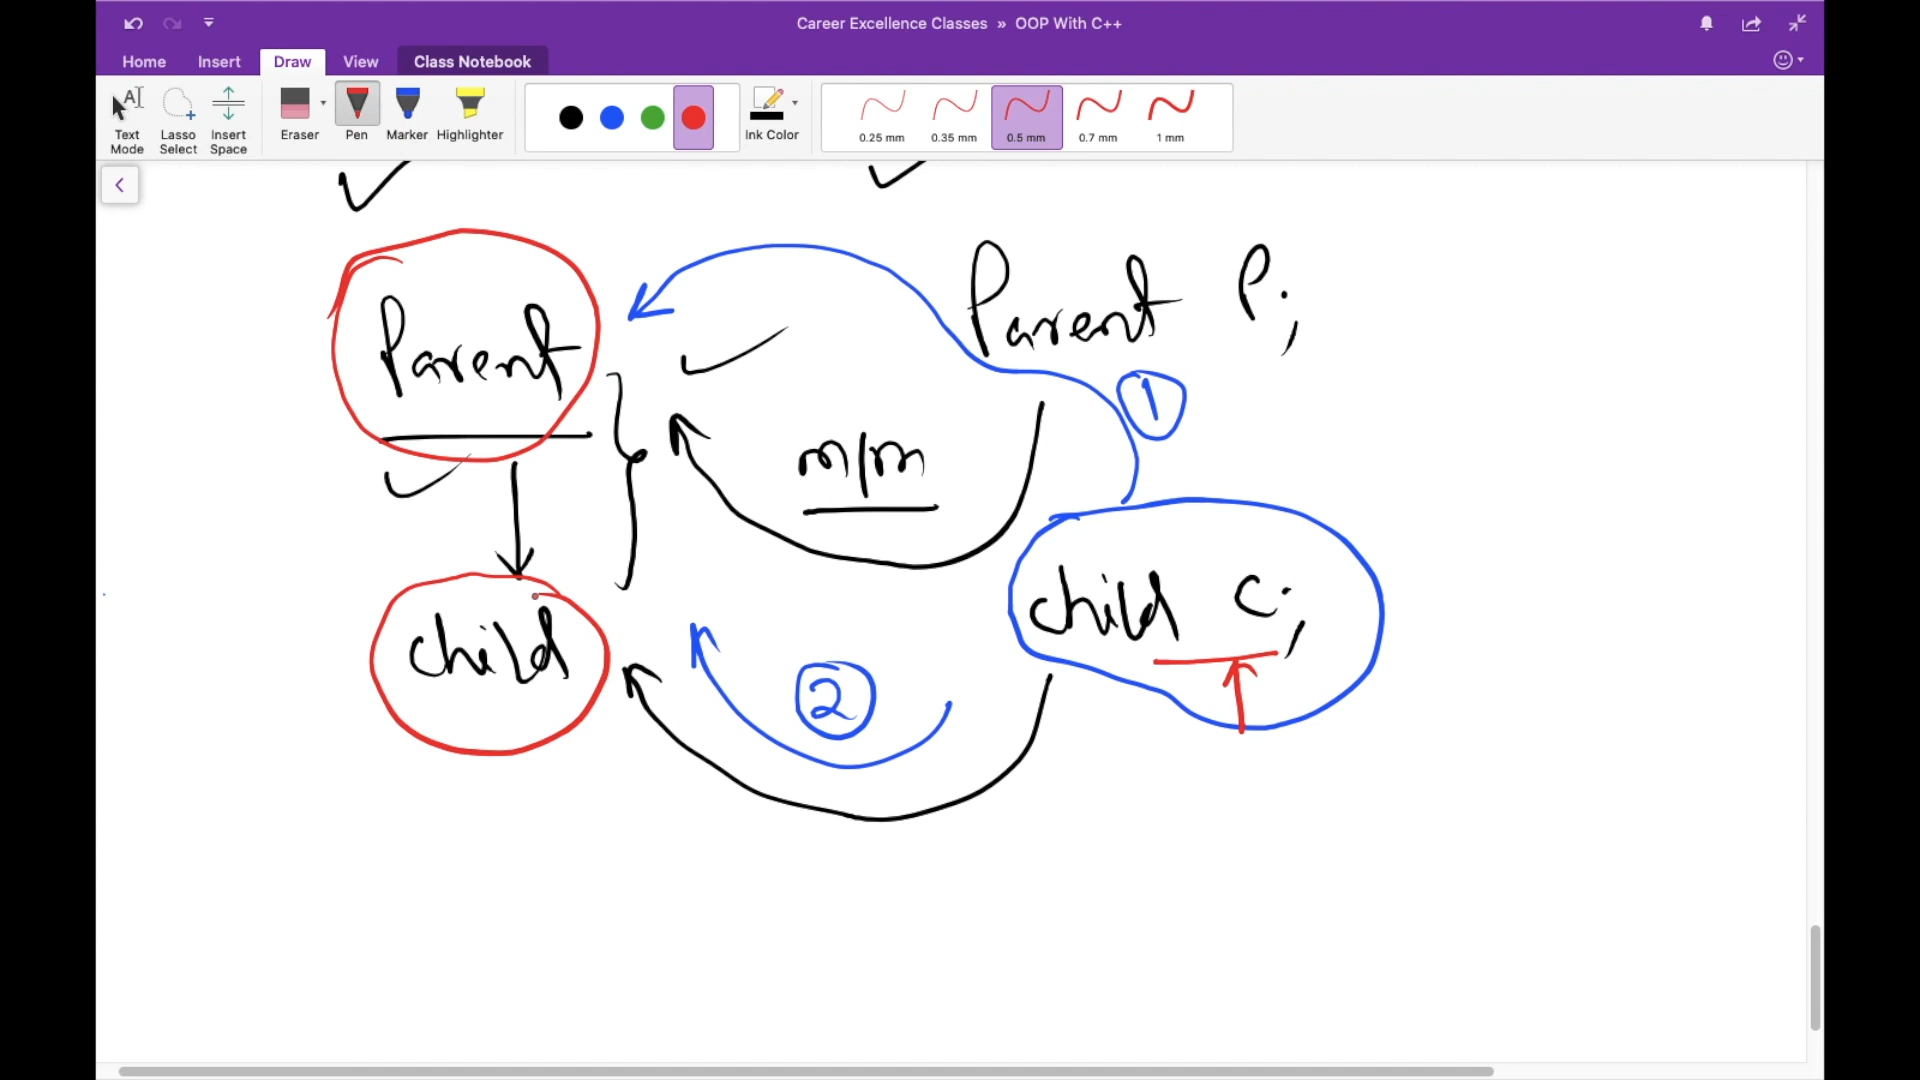 Career Excellence Classes » OOP With C++
Home Insert Draw View Class Notebook
Text Mode
Lasso Select
Insert Space
Eraser
Pen
Marker
Highlighter
Ink Color
0.25 mm
0.35 mm
0.5 mm
0.7 mm
1 mm
Parent P;
Parent
1
m/m
child c;
child
2